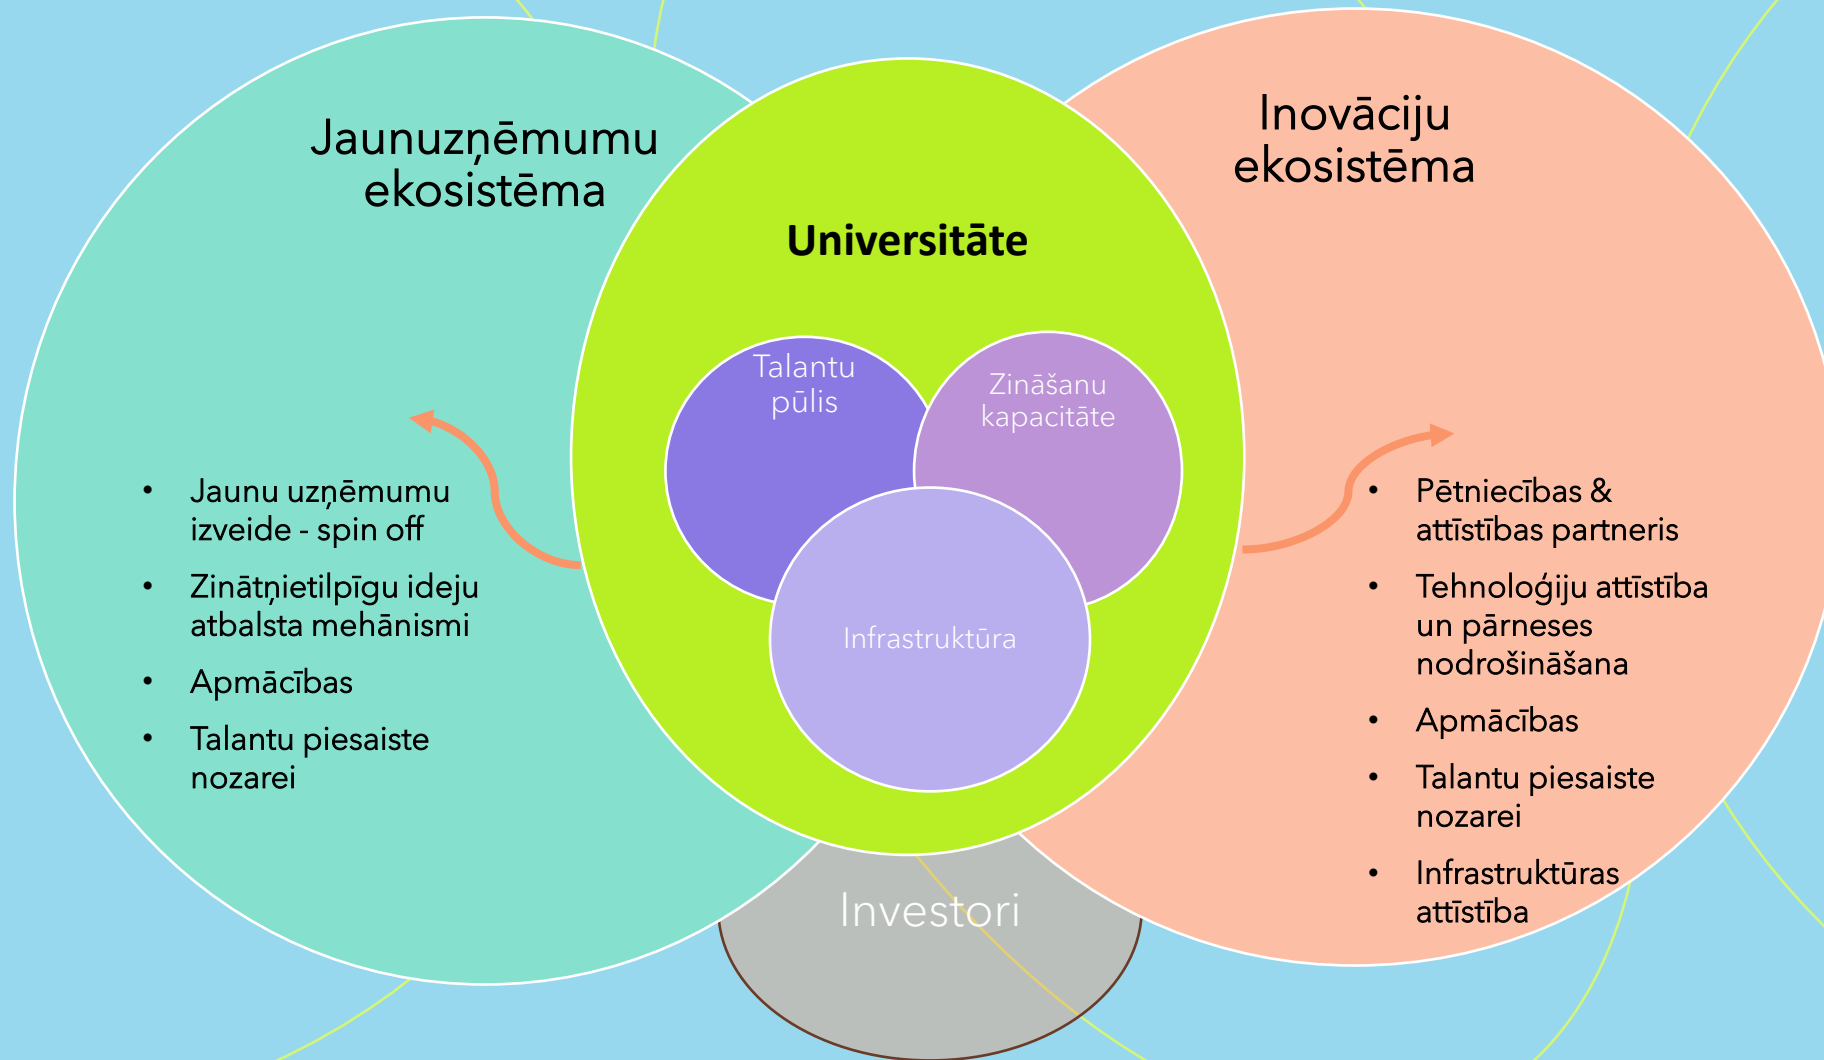 Jaunuzņēmumu
ekosistēma
• Jaunu uzņēmumu
izveide - spin off
• Zinātņietilpīgu ideju
atbalsta mehānismi
• Apmācības
• Talantu piesaiste
nozarei
Universitāte
Talantu
pūlis
Zināšanu
kapacitāte
Infrastruktūra
Investori
Inovāciju
ekosistēma
• Pētniecības &
attīstības partneris
• Tehnoloģiju attīstība
un pārneses
nodrošināšana
• Apmācības
• Talantu piesaiste
nozarei
• Infrastruktūras
attīstība